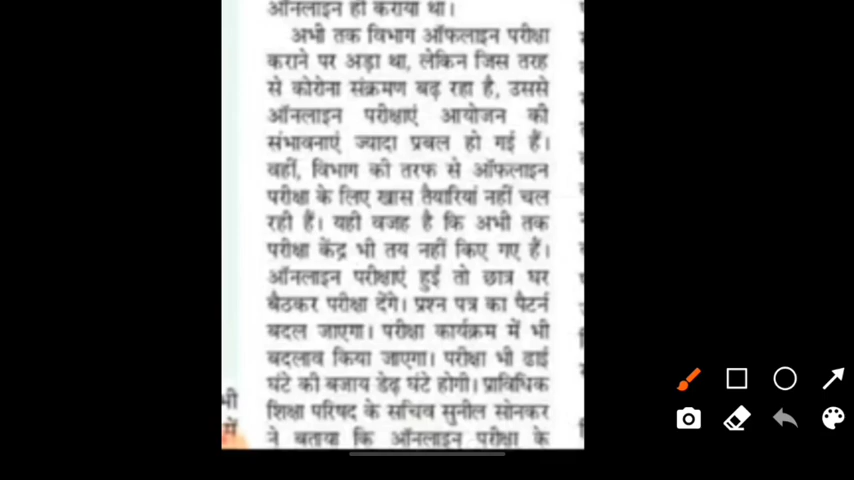 ऑनलाइन ही कराया था।
अभी तक विभाग ऑफलाइन परीक्षा
कराने पर अड़ा था, लेकिन जिस तरह
से कोरोना संक्रमण बढ़ रहा है, उससे
ऑनलाइन परीक्षाएं आयोजन की
संभावनाएं ज्यादा प्रबल हो गई हैं।
वहीं, विभाग की तरफ से ऑफलाइन
परीक्षा के लिए खास तैयारियां नहीं चल
रही हैं। यही वजह है कि अभी तक
परीक्षा केंद्र भी तय नहीं किए गए हैं।
ऑनलाइन परीक्षाएं हुईं तो छात्र घर
बैठकर परीक्षा देंगे। प्रश्न पत्र का पैटर्न
बदल जाएगा। परीक्षा कार्यक्रम में भी
बदलाव किया जाएगा। परीक्षा भी ढाई
घंटे की बजाय डेढ़ घंटे होगी। प्राविधिक
शिक्षा परिषद के सचिव सुनील सोनकर
ने बताया कि ऑनलाइन परीक्षा के
भी
में